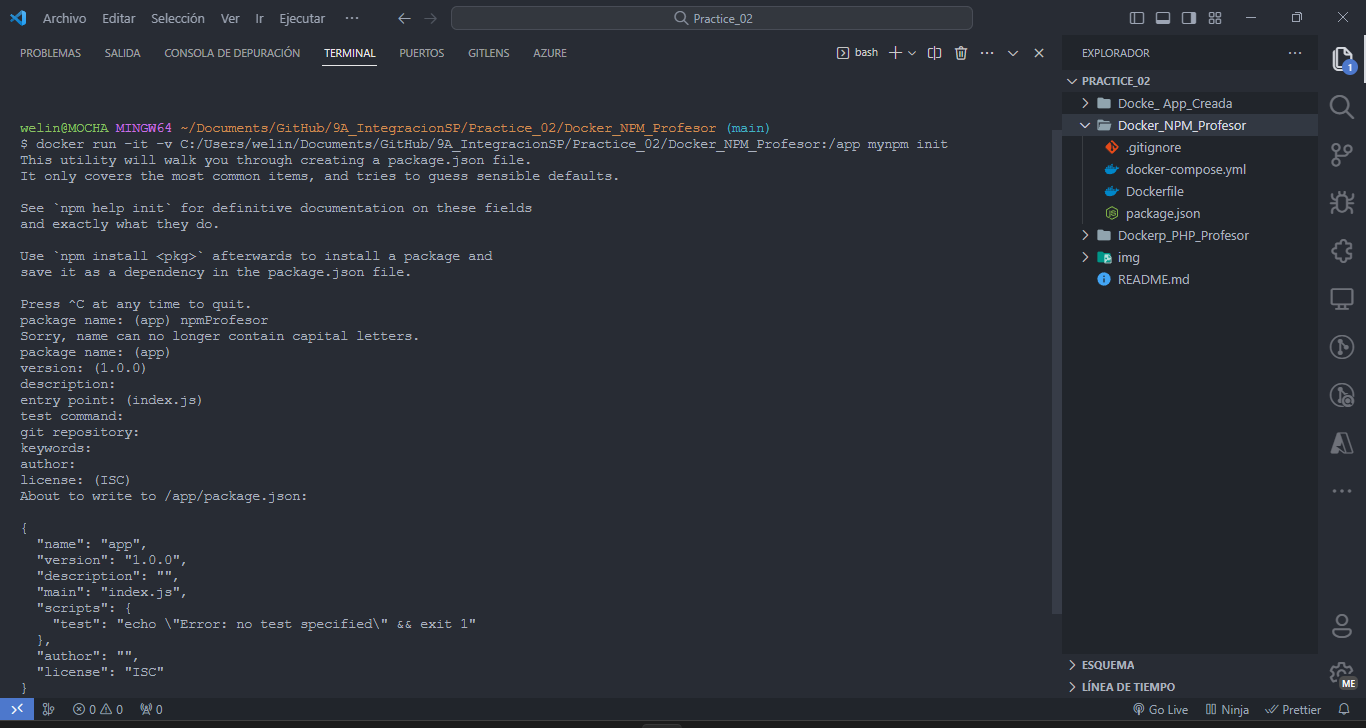 Archivo Editar Selección Ver Ir Ejecutar ··· Practice_02
PROBLEMAS SALIDA CONSOLA DE DEPURACIÓN TERMINAL PUERTOS GITLENS AZURE bash
welin@MOCHA MINGW64 ~/Documents/GitHub/9A_IntegracionSP/Practice_02/Docker_NPM_Profesor (main)
$ docker run -it -v C:/Users/welin/Documents/GitHub/9A_IntegracionSP/Practice_02/Docker_NPM_Profesor:/app mynpm init
This utility will walk you through creating a package.json file.
It only covers the most common items, and tries to guess sensible defaults.
See `npm help init` for definitive documentation on these fields
and exactly what they do.
Use `npm install <pkg>` afterwards to install a package and
save it as a dependency in the package.json file.
Press ^C at any time to quit.
package name: (app) npmProfesor
Sorry, name can no longer contain capital letters.
package name: (app)
version: (1.0.0)
description:
entry point: (index.js)
test command:
git repository:
keywords:
author:
license: (ISC)
About to write to /app/package.json:
{
"name": "app",
"version": "1.0.0",
"description": "",
"main": "index.js",
"scripts": {
"test": "echo \"Error: no test specified\" && exit 1"
},
"author": "",
"license": "ISC"
}
EXPLORADOR
PRACTICE_02
Docke_ App_Creada
Docker_NPM_Profesor
.gitignore
docker-compose.yml
Dockerfile
package.json
Dockerp_PHP_Profesor
img
README.md
ESQUEMA
LÍNEA DE TIEMPO
1
ME
0 0 0 Go Live Ninja Prettier